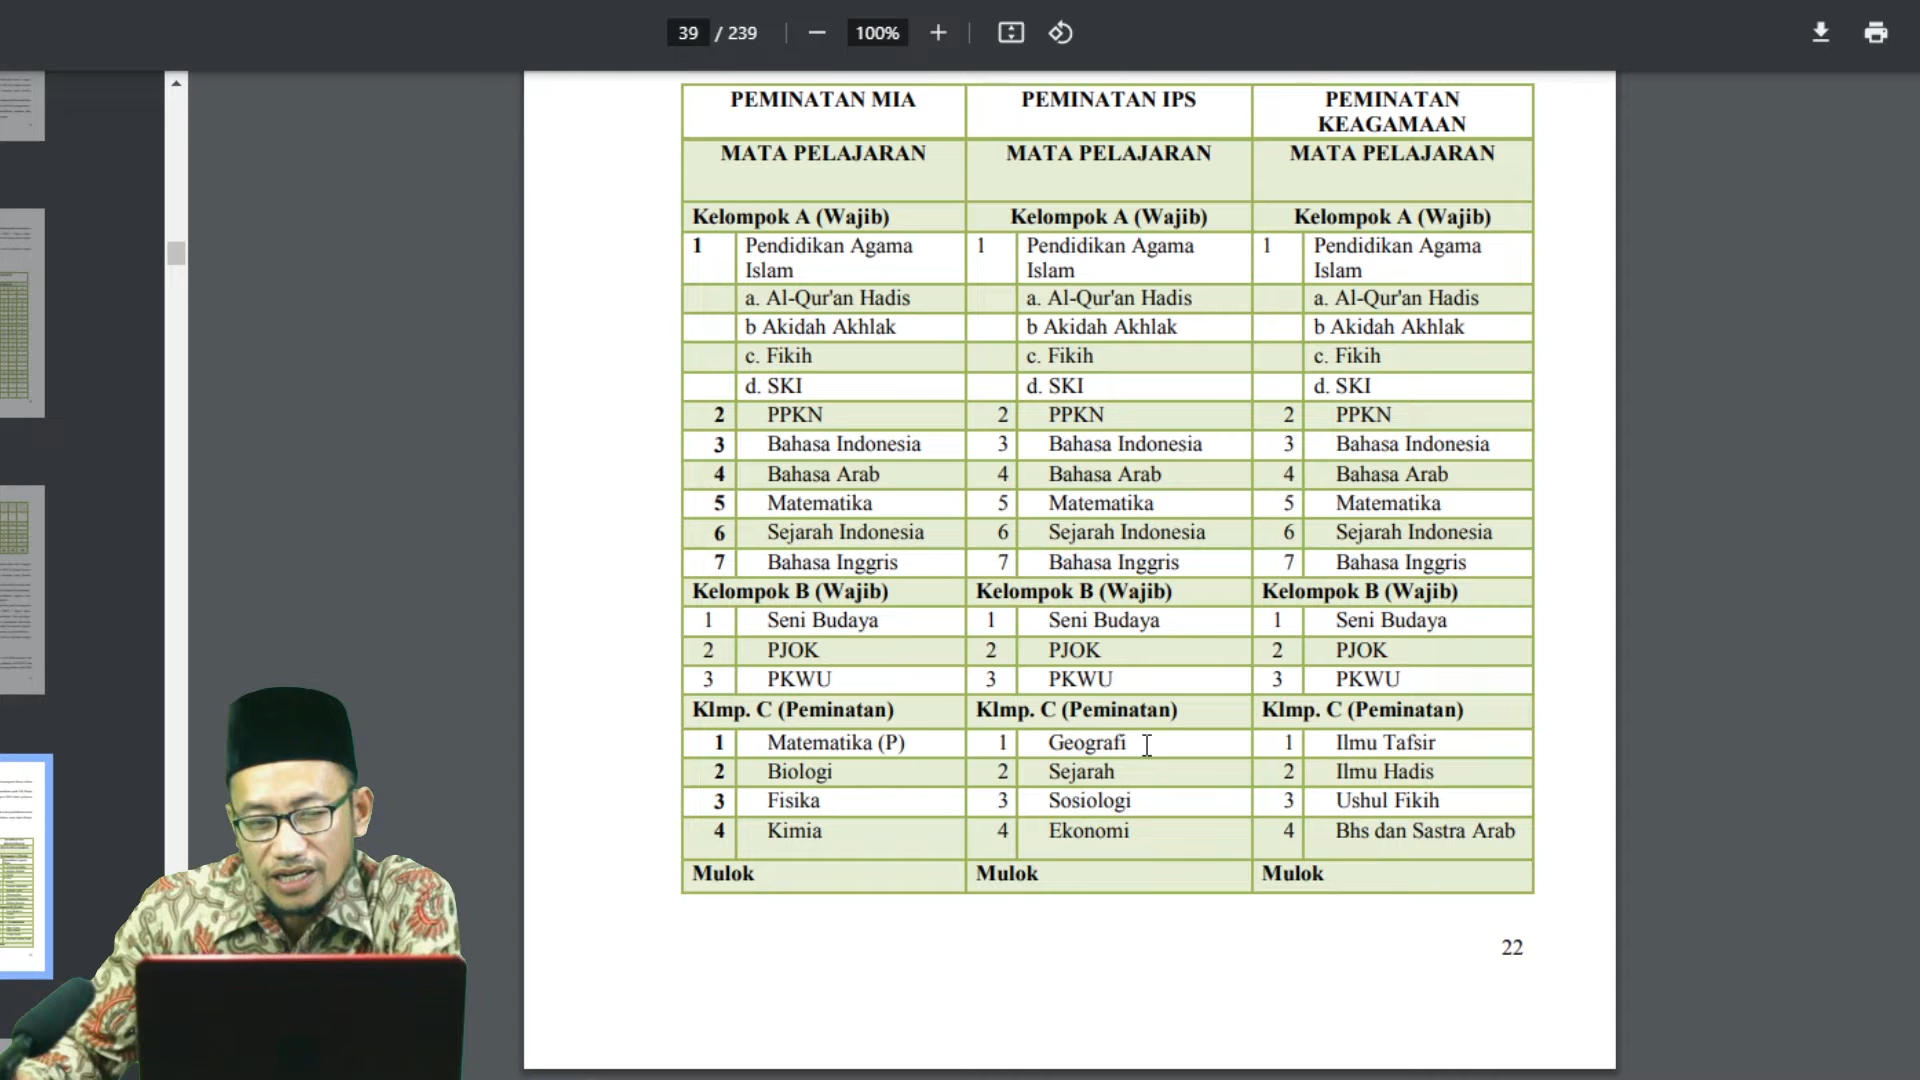 39 / 239 100%
PEMINATAN MIA PEMINATAN IPS PEMINATAN
KEAGAMAAN
MATA PELAJARAN MATA PELAJARAN MATA PELAJARAN
Kelompok A (Wajib) Kelompok A (Wajib) Kelompok A (Wajib)
1 Pendidikan Agama 1 Pendidikan Agama 1 Pendidikan Agama
Islam Islam Islam
a. Al-Qur'an Hadis a. Al-Qur'an Hadis a. Al-Qur'an Hadis
b Akidah Akhlak b Akidah Akhlak b Akidah Akhlak
c. Fikih c. Fikih c. Fikih
d. SKI d. SKI d. SKI
2 PPKN 2 PPKN 2 PPKN
3 Bahasa Indonesia 3 Bahasa Indonesia 3 Bahasa Indonesia
4 Bahasa Arab 4 Bahasa Arab 4 Bahasa Arab
5 Matematika 5 Matematika 5 Matematika
6 Sejarah Indonesia 6 Sejarah Indonesia 6 Sejarah Indonesia
7 Bahasa Inggris 7 Bahasa Inggris 7 Bahasa Inggris
Kelompok B (Wajib) Kelompok B (Wajib) Kelompok B (Wajib)
1 Seni Budaya 1 Seni Budaya 1 Seni Budaya
2 PJOK 2 PJOK 2 PJOK
3 PKWU 3 PKWU 3 PKWU
Klmp. C (Peminatan) Klmp. C (Peminatan) Klmp. C (Peminatan)
1 Matematika (P) 1 Geografi 1 Ilmu Tafsir
2 Biologi 2 Sejarah 2 Ilmu Hadis
3 Fisika 3 Sosiologi 3 Ushul Fikih
4 Kimia 4 Ekonomi 4 Bhs dan Sastra Arab
Mulok Mulok Mulok
22